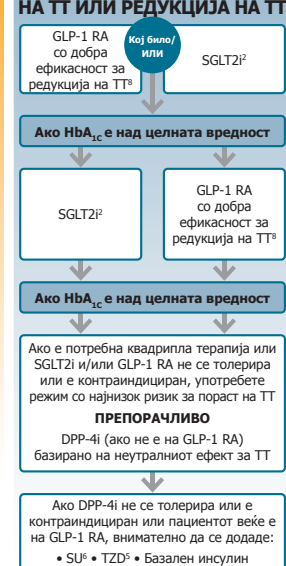 НА ТТ ИЛИ РЕДУКЦИЈА НА ТТ
GLP-1 RA
со добра
ефикасност за
редукција на ТТ⁸
Кој било/
или
SGLT2i²
Ако HbA1C е над целната вредност
SGLT2i²
GLP-1 RA
со добра
ефикасност за
редукција на ТТ⁸
Ако HbA1C е над целната вредност
Ако е потребна квадрипла терапија или
SGLT2i и/или GLP-1 RA не се толерира
или е контраиндициран, употребете
режим со најнизок ризик за пораст на ТТ
ПРЕПОРАЧЛИВО
DPP-4i (ако не е на GLP-1 RA)
базирано на неутралниот ефект за ТТ
Ако DPP-4i не се толерира или е
контраиндициран или пациентот веќе е
на GLP-1 RA, внимателно да се додаде:
• SU⁶ • TZD⁵ • Базален инсулин